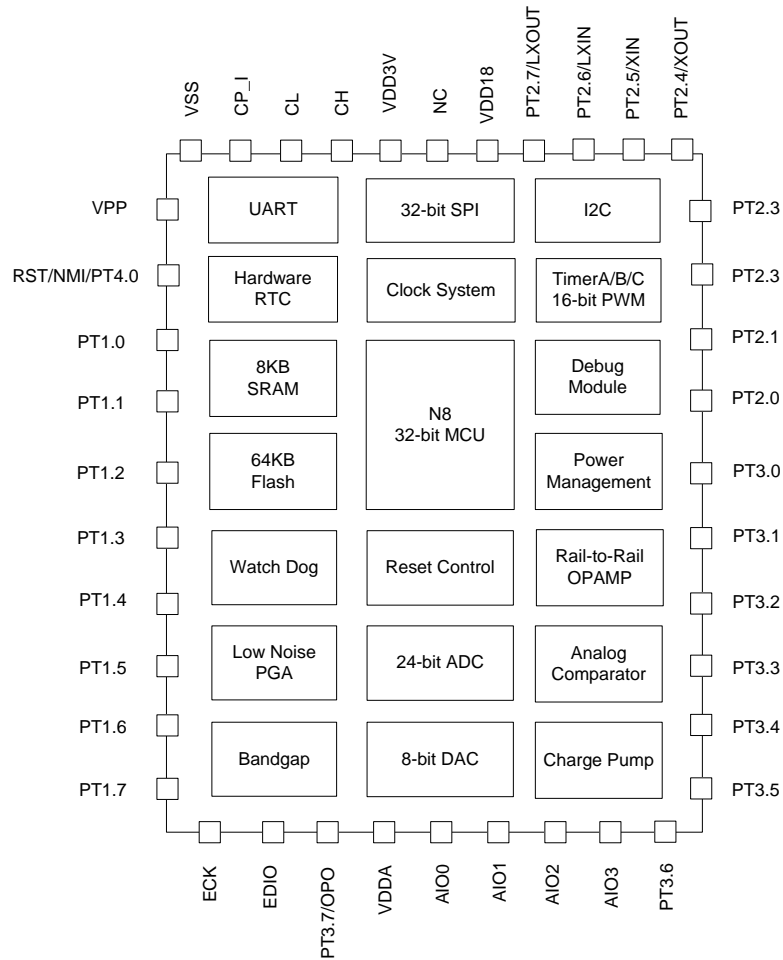 VSS
CP_I
CL
CH
VDD3V
NC
VDD18
PT2.7/LXOUT
PT2.6/LXIN
PT2.5/XIN
PT2.4/XOUT
VPP
UART
32-bit SPI
I2C
PT2.3
RST/NMI/PT4.0
Hardware
RTC
Clock System
TimerA/B/C
16-bit PWM
PT2.3
PT1.0
PT2.1
8KB
SRAM
N8
32-bit MCU
Debug
Module
PT1.1
PT2.0
PT1.2
64KB
Flash
Power
Management
PT3.0
PT1.3
PT3.1
Watch Dog
Reset Control
Rail-to-Rail
OPAMP
PT1.4
PT3.2
PT1.5
Low Noise
PGA
24-bit ADC
Analog
Comparator
PT3.3
PT1.6
PT3.4
Bandgap
8-bit DAC
Charge Pump
PT1.7
PT3.5
ECK
EDIO
PT3.7/OPO
VDDA
AIO0
AIO1
AIO2
AIO3
PT3.6